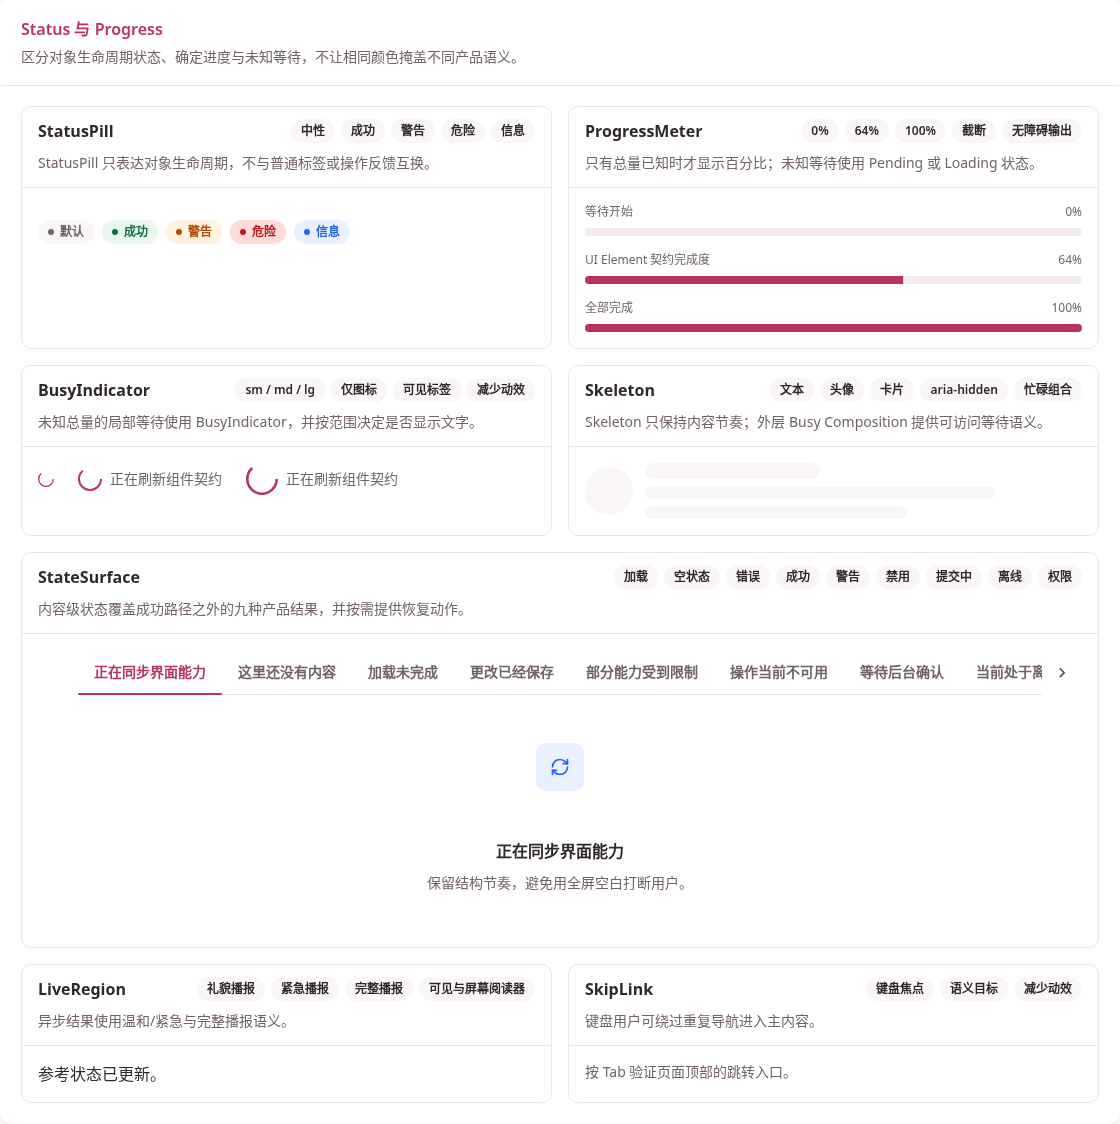 Status 与 Progress
区分对象生命周期状态、确定进度与未知等待，不让相同颜色掩盖不同产品语义。
StatusPill 中性 成功 警告 危险 信息
StatusPill 只表达对象生命周期，不与普通标签或操作反馈互换。
默认 成功 警告 危险 信息
ProgressMeter 0% 64% 100% 截断 无障碍输出
只有总量已知时才显示百分比；未知等待使用 Pending 或 Loading 状态。
等待开始 0%
UI Element 契约完成度 64%
全部完成 100%
BusyIndicator sm / md / lg 仅图标 可见标签 减少动效
未知总量的局部等待使用 BusyIndicator，并按范围决定是否显示文字。
正在刷新组件契约 正在刷新组件契约
Skeleton 文本 头像 卡片 aria-hidden 忙碌组合
Skeleton 只保持内容节奏；外层 Busy Composition 提供可访问等待语义。
StateSurface 加载 空状态 错误 成功 警告 禁用 提交中 离线 权限
内容级状态覆盖成功路径之外的九种产品结果，并按需提供恢复动作。
正在同步界面能力 这里还没有内容 加载未完成 更改已经保存 部分能力受到限制 操作当前不可用 等待后台确认 当前处于离
正在同步界面能力
保留结构节奏，避免用全屏空白打断用户。
LiveRegion 礼貌播报 紧急播报 完整播报 可见与屏幕阅读器
异步结果使用温和/紧急与完整播报语义。
参考状态已更新。
SkipLink 键盘焦点 语义目标 减少动效
键盘用户可绕过重复导航进入主内容。
按 Tab 验证页面顶部的跳转入口。